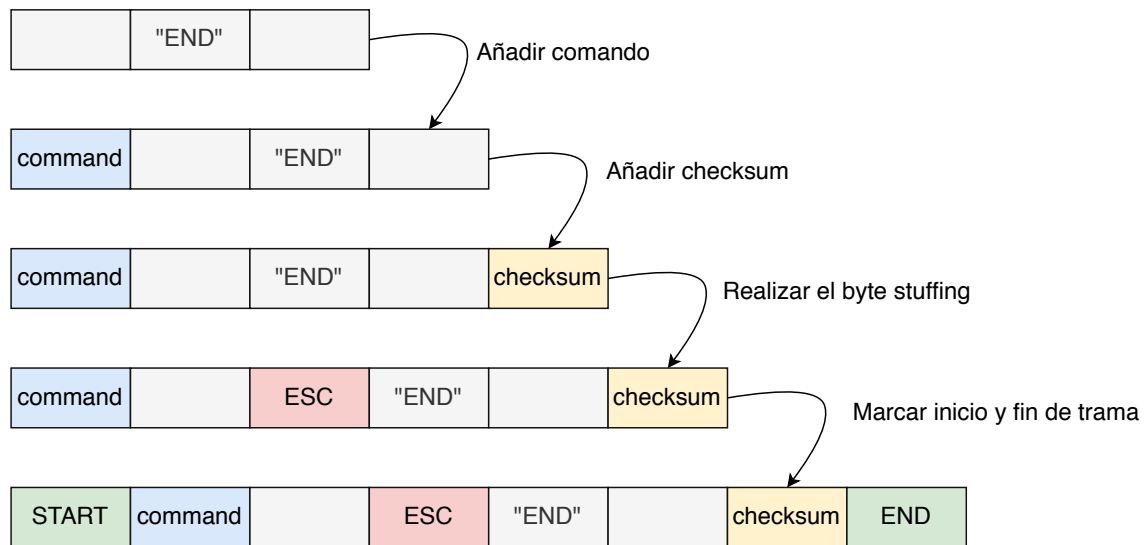 "END"
Añadir comando
command "END"
Añadir checksum
command "END" checksum
Realizar el byte stuffing
command ESC "END" checksum
Marcar inicio y fin de trama
START command ESC "END" checksum END